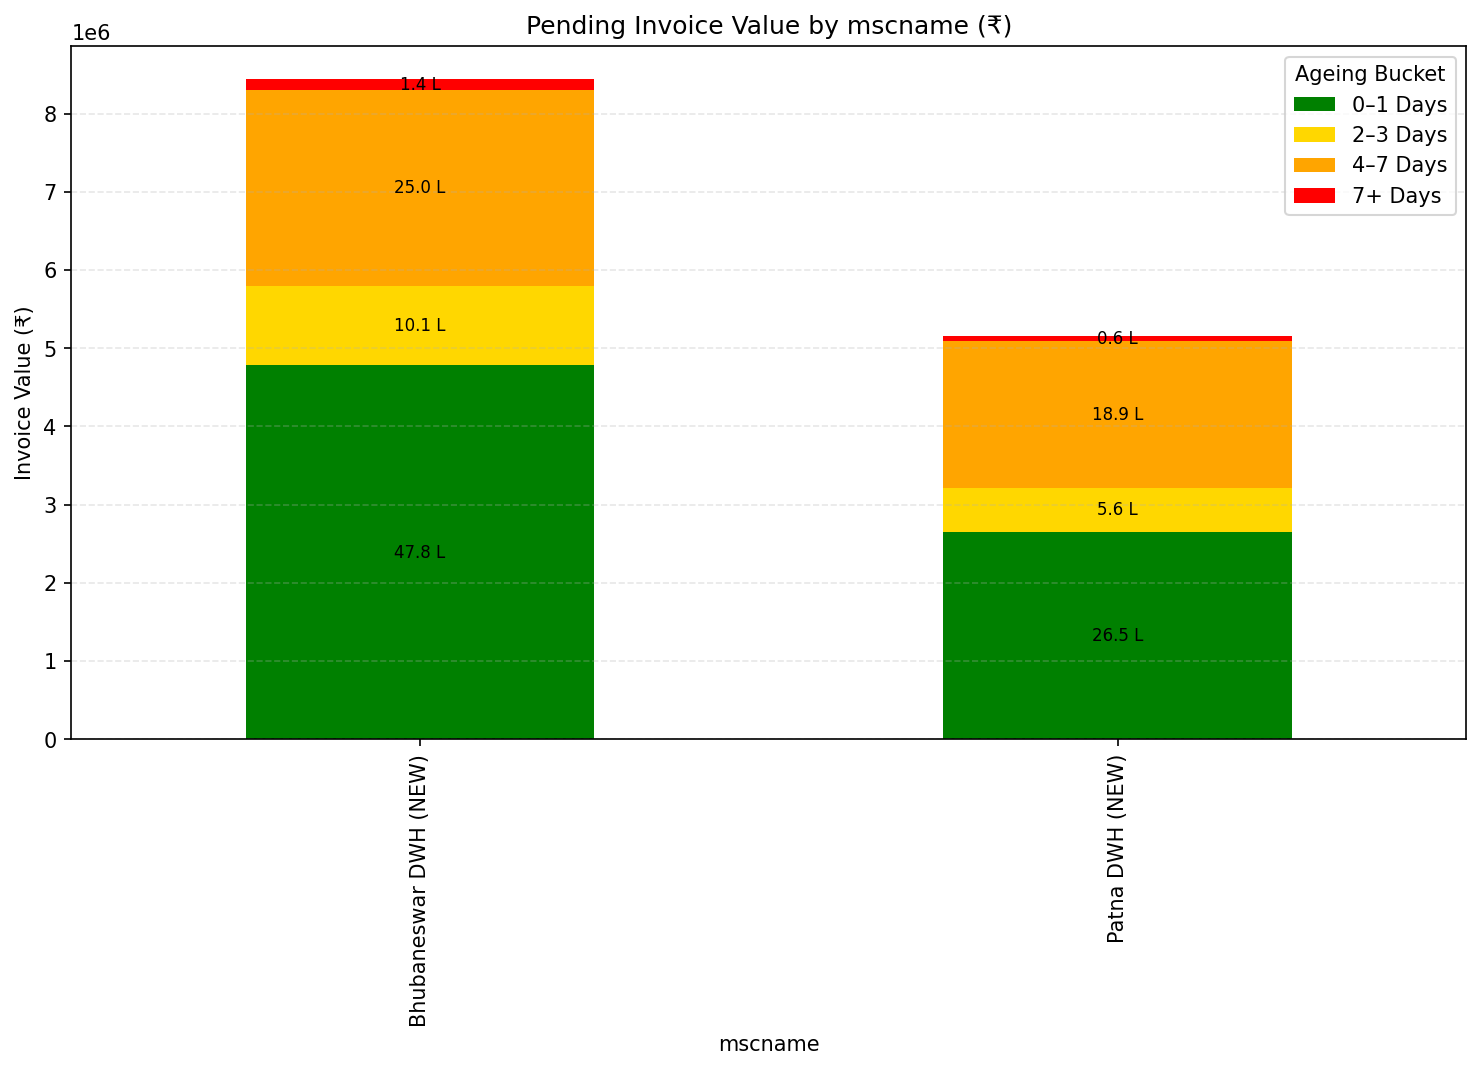 Pending Invoice Value by mscname (₹)
1e6
Ageing Bucket
0–1 Days
2–3 Days
4–7 Days
7+ Days
Invoice Value (₹)
8
7
6
5
4
3
2
1
0
1.4 L
25.0 L
10.1 L
47.8 L
0.6 L
18.9 L
5.6 L
26.5 L
Bhubaneswar DWH (NEW)
Patna DWH (NEW)
mscname